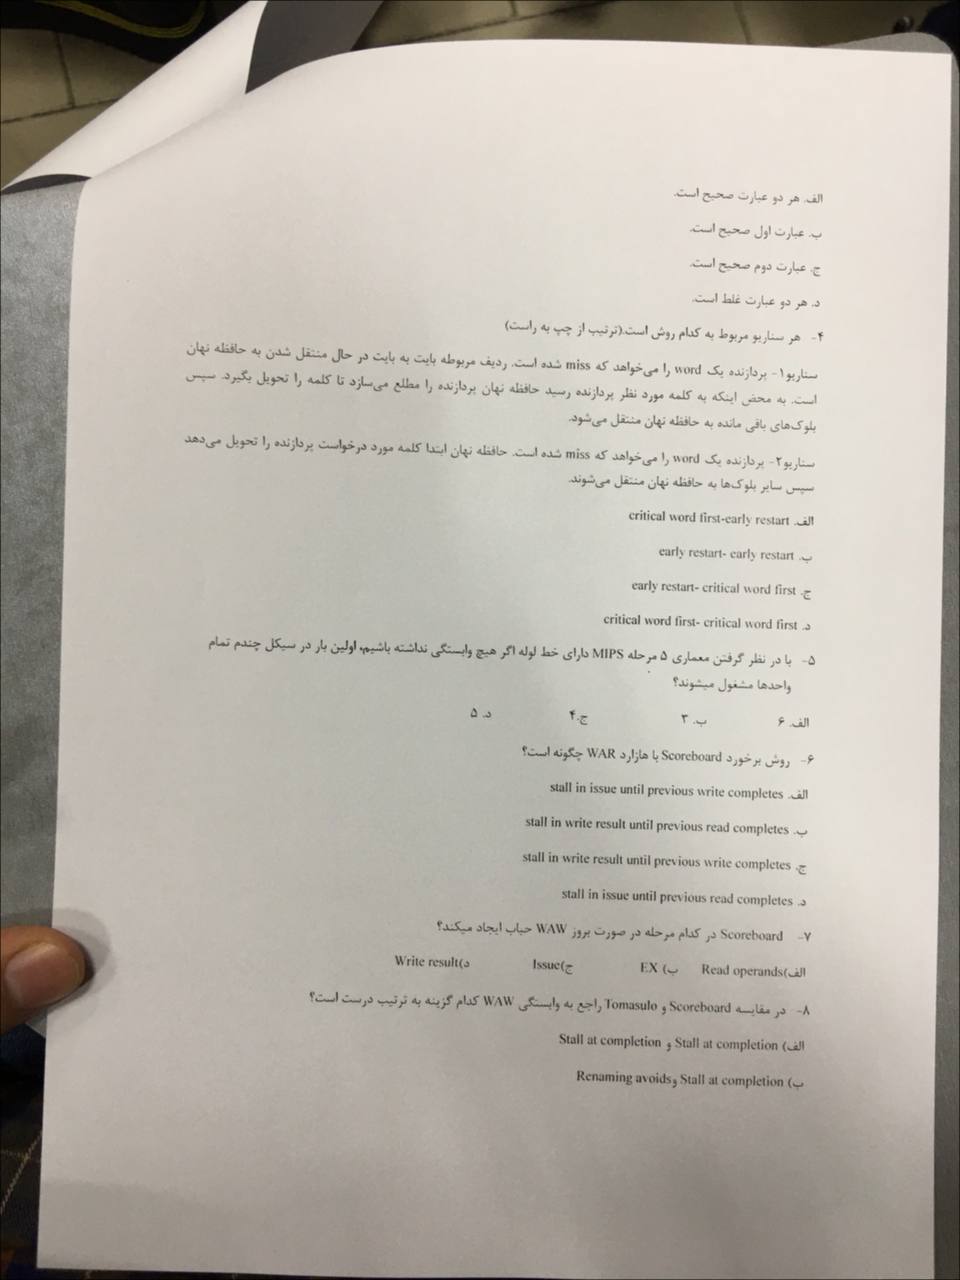 الف. هر دو عبارت صحیح است.
ب. عبارت اول صحیح است.
ج. عبارت دوم صحیح است.
د. هر دو عبارت غلط است.
۴- هر سناریو مربوط به کدام روش است.(ترتیب از چپ به راست)
سناریو۱- پردازنده یک word را می‌خواهد که miss شده است. ردیف مربوطه بایت به بایت در حال منتقل شدن به حافظه نهان
است. به محض اینکه به کلمه مورد نظر پردازنده رسید حافظه نهان پردازنده را مطلع می‌سازد تا کلمه را تحویل بگیرد. سپس
بلوک‌های باقی مانده به حافظه نهان منتقل می‌شود.
سناریو۲- پردازنده یک word را می‌خواهد که miss شده است. حافظه نهان ابتدا کلمه مورد درخواست پردازنده را تحویل می‌دهد
سپس سایر بلوک‌ها به حافظه نهان منتقل می‌شوند.
الف. critical word first-early restart
ب. early restart- early restart
ج. early restart- critical word first
د. critical word first- critical word first
۵- با در نظر گرفتن معماری ۵ مرحله MIPS دارای خط لوله اگر هیچ وابستگی نداشته باشیم، اولین بار در سیکل چندم تمام
واحدها مشغول میشوند؟
الف. ۶ ب. ۳ ج.۴ د. ۵
۶- روش برخورد Scoreboard با هازارد WAR چگونه است؟
الف. stall in issue until previous write completes
ب. stall in write result until previous read completes
ج. stall in write result until previous write completes
د. stall in issue until previous read completes
۷- Scoreboard در کدام مرحله در صورت بروز WAW حباب ایجاد میکند؟
الف)Read operands ب) EX ج)Issue د)Write result
۸- در مقایسه Scoreboard و Tomasulo راجع به وابستگی WAW کدام گزینه به ترتیب درست است؟
الف) Stall at completion و Stall at completion
ب) Stall at completion وRenaming avoids